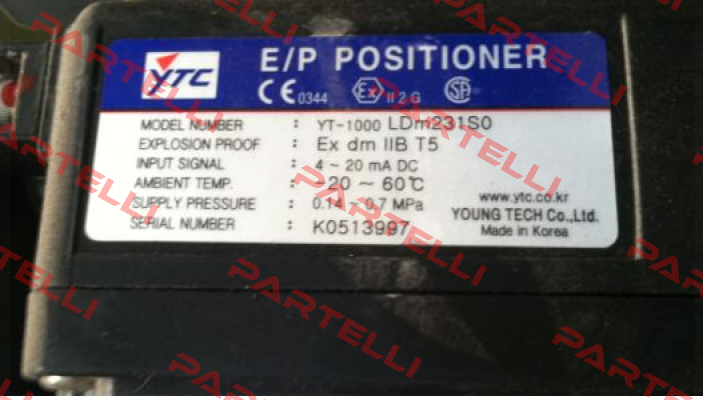 YTC
E/P POSITIONER
CE 0344 Ex II 2 G SP
MODEL NUMBER : YT-1000 LDm231S0
EXPLOSION PROOF : Ex dm IIB T5
INPUT SIGNAL : 4 ~ 20 mA DC
AMBIENT TEMP. : -20 ~ 60℃
SUPPLY PRESSURE : 0.14 ~ 0.7 MPa
SERIAL NUMBER : K0513997
www.ytc.co.kr
YOUNG TECH Co.,Ltd.
Made in Korea
PARTELLI
PARTELLI
PARTELLI
PARTELLI
PARTELLI
PARTELLI
PARTELLI